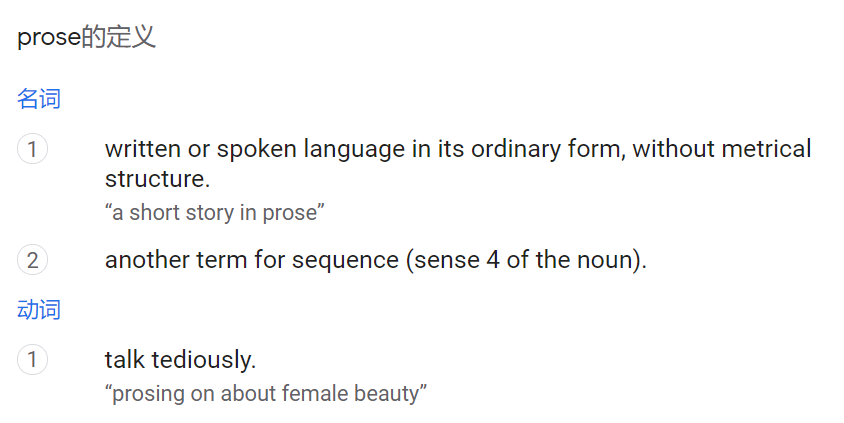 prose的定义
名词
1
written or spoken language in its ordinary form, without metrical
structure.
“a short story in prose”
2
another term for sequence (sense 4 of the noun).
动词
1
talk tediously.
“prosing on about female beauty”